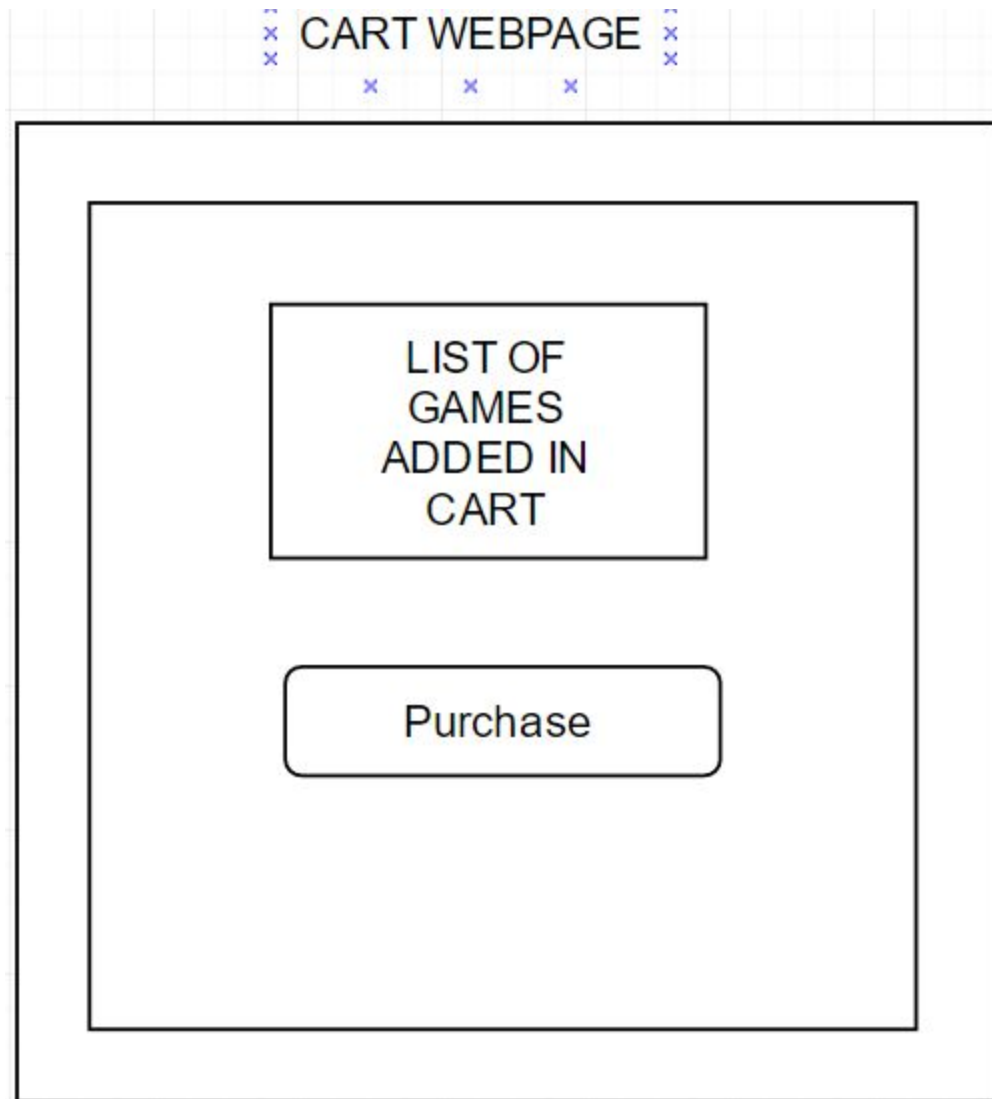 CART WEBPAGE
LIST OF
GAMES
ADDED IN
CART
Purchase